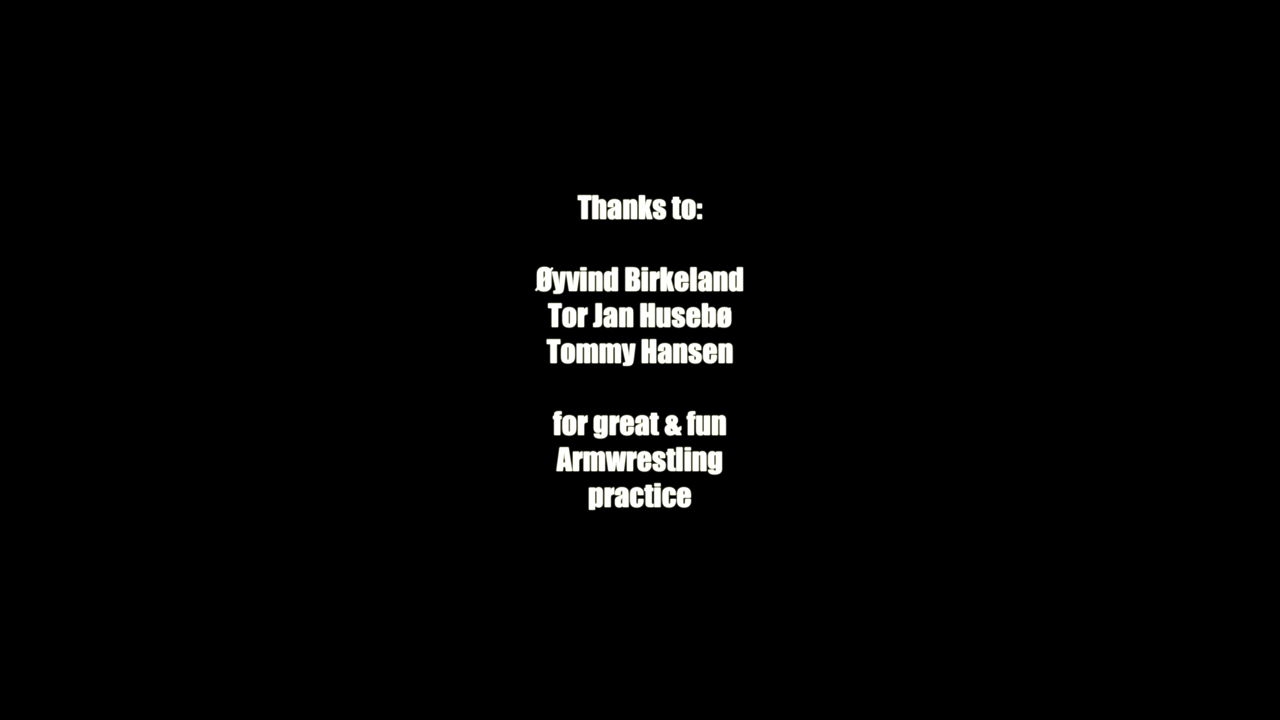 Thanks to:
Øyvind Birkeland
Tor Jan Husebø
Tommy Hansen
for great & fun
Armwrestling
practice